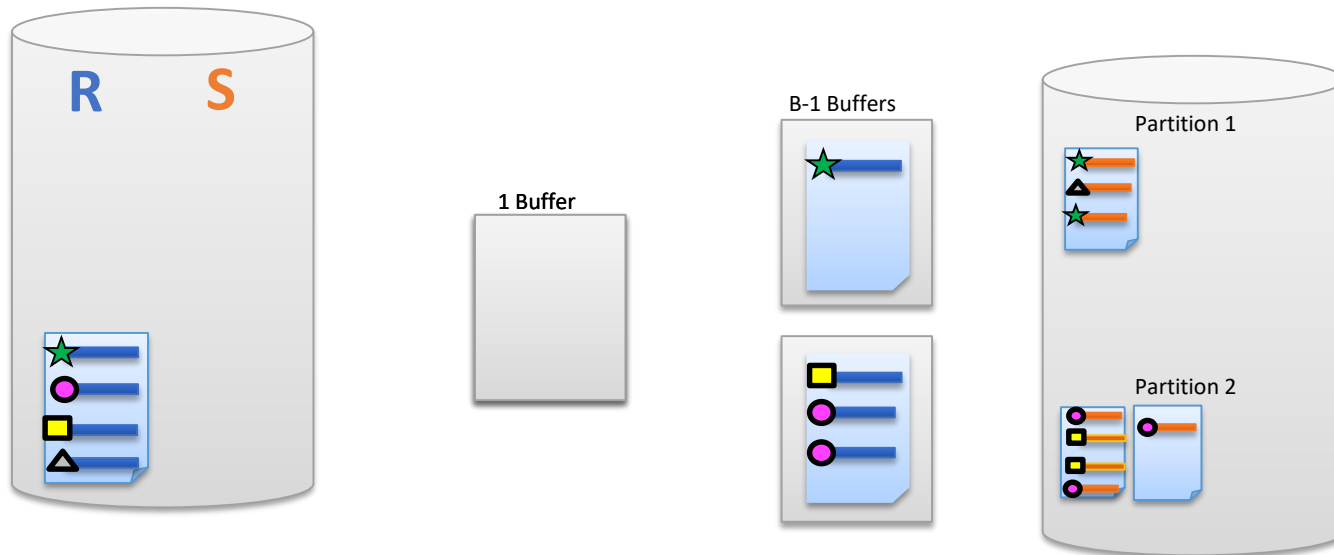 R S
B-1 Buffers
Partition 1
1 Buffer
Partition 2